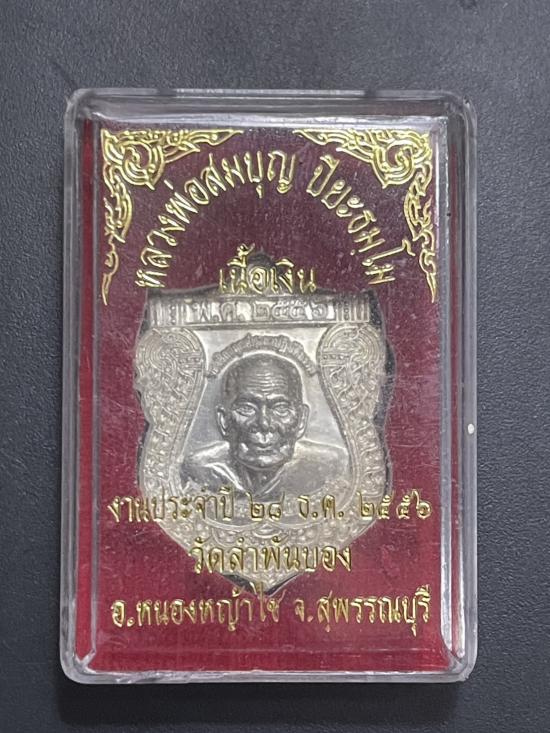 หลวงพ่อสมบุญ ปิยะธมฺโม
เนื้อเงิน
พ.ศ. ๒๕๕๖
งานประจำปี ๒๘ ธ.ค. ๒๕๕๖
วัดลำพันบอง
อ.หนองหญ้าไซ จ.สุพรรณบุรี